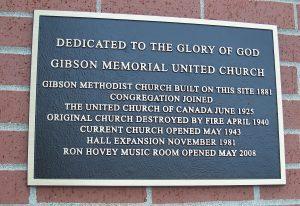 DEDICATED TO THE GLORY OF GOD
GIBSON MEMORIAL UNITED CHURCH
GIBSON METHODIST CHURCH BUILT ON THIS SITE 1881
CONGREGATION JOINED
THE UNITED CHURCH OF CANADA JUNE 1925
ORIGINAL CHURCH DESTROYED BY FIRE APRIL 1940
CURRENT CHURCH OPENED MAY 1943
HALL EXPANSION NOVEMBER 1981
RON HOVEY MUSIC ROOM OPENED MAY 2008